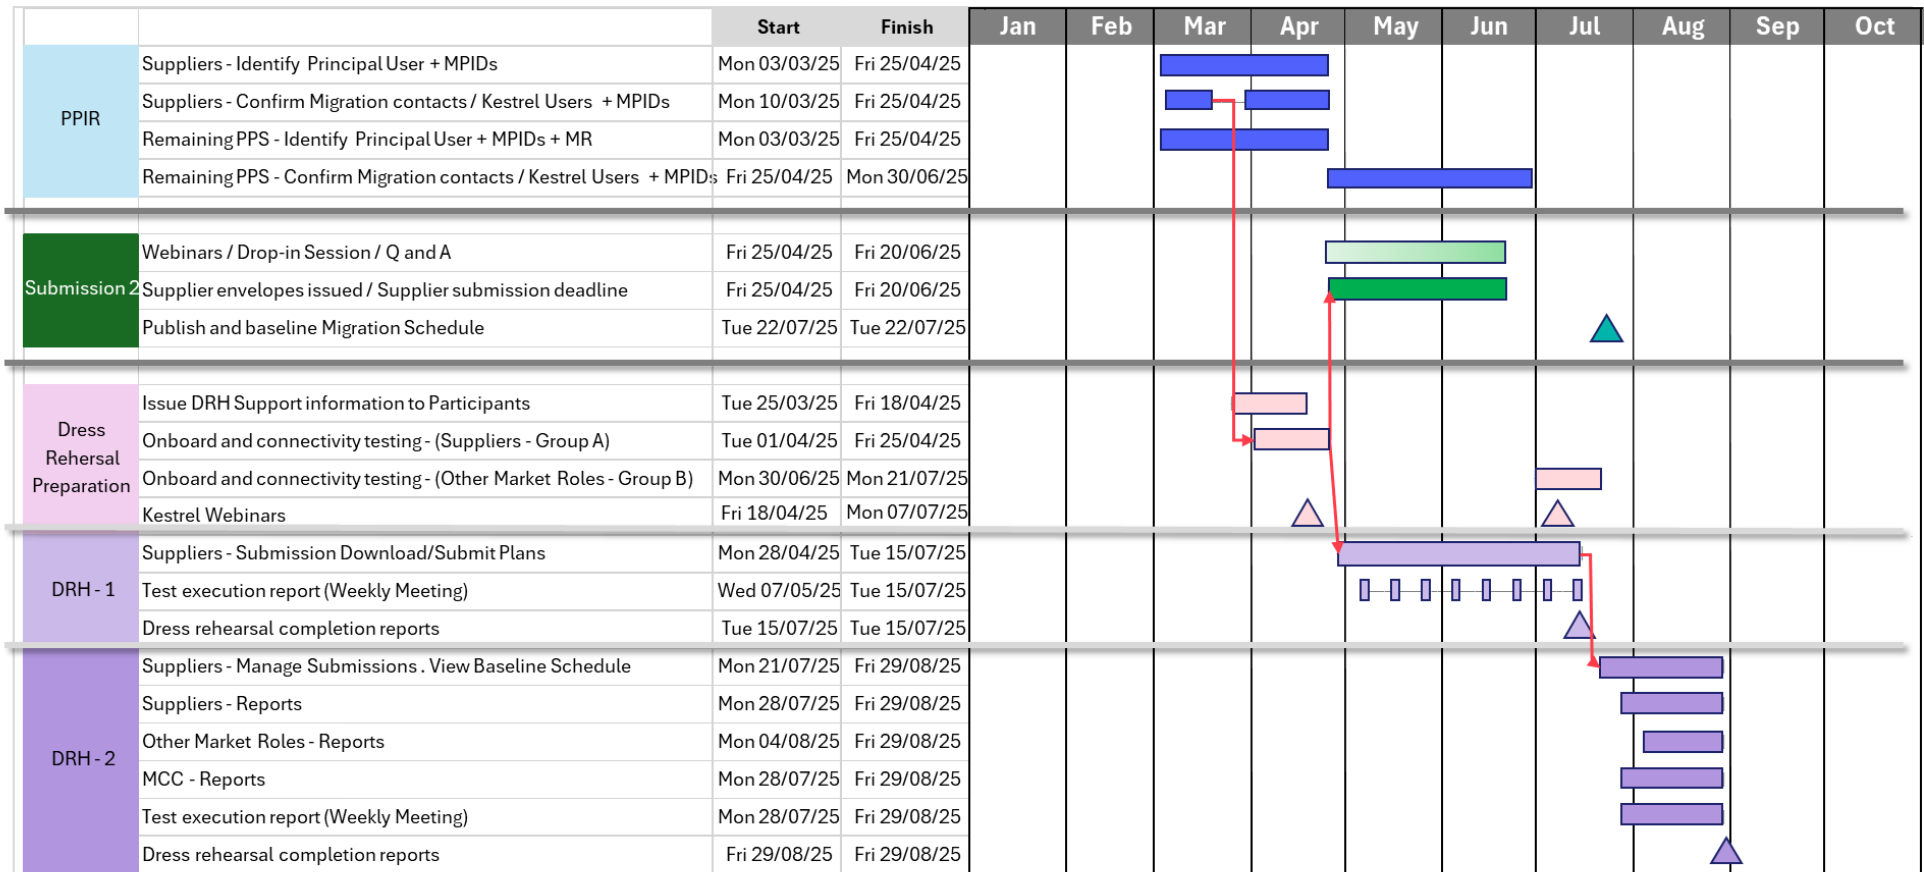 Start Finish Jan Feb Mar Apr May Jun Jul Aug Sep Oct
PPIR
Suppliers - Identify Principal User + MPIDs Mon 03/03/25 Fri 25/04/25
Suppliers - Confirm Migration contacts / Kestrel Users + MPIDs Mon 10/03/25 Fri 25/04/25
Remaining PPS - Identify Principal User + MPIDs + MR Mon 03/03/25 Fri 25/04/25
Remaining PPS - Confirm Migration contacts / Kestrel Users + MPIDs Fri 25/04/25 Mon 30/06/25
Submission 2
Webinars / Drop-in Session / Q and A Fri 25/04/25 Fri 20/06/25
Supplier envelopes issued / Supplier submission deadline Fri 25/04/25 Fri 20/06/25
Publish and baseline Migration Schedule Tue 22/07/25 Tue 22/07/25
Dress
Rehersal
Preparation
Issue DRH Support information to Participants Tue 25/03/25 Fri 18/04/25
Onboard and connectivity testing - (Suppliers - Group A) Tue 01/04/25 Fri 25/04/25
Onboard and connectivity testing - (Other Market Roles - Group B) Mon 30/06/25 Mon 21/07/25
Kestrel Webinars Fri 18/04/25 Mon 07/07/25
DRH - 1
Suppliers - Submission Download/Submit Plans Mon 28/04/25 Tue 15/07/25
Test execution report (Weekly Meeting) Wed 07/05/25 Tue 15/07/25
Dress rehearsal completion reports Tue 15/07/25 Tue 15/07/25
DRH - 2
Suppliers - Manage Submissions . View Baseline Schedule Mon 21/07/25 Fri 29/08/25
Suppliers - Reports Mon 28/07/25 Fri 29/08/25
Other Market Roles - Reports Mon 04/08/25 Fri 29/08/25
MCC - Reports Mon 28/07/25 Fri 29/08/25
Test execution report (Weekly Meeting) Mon 28/07/25 Fri 29/08/25
Dress rehearsal completion reports Fri 29/08/25 Fri 29/08/25